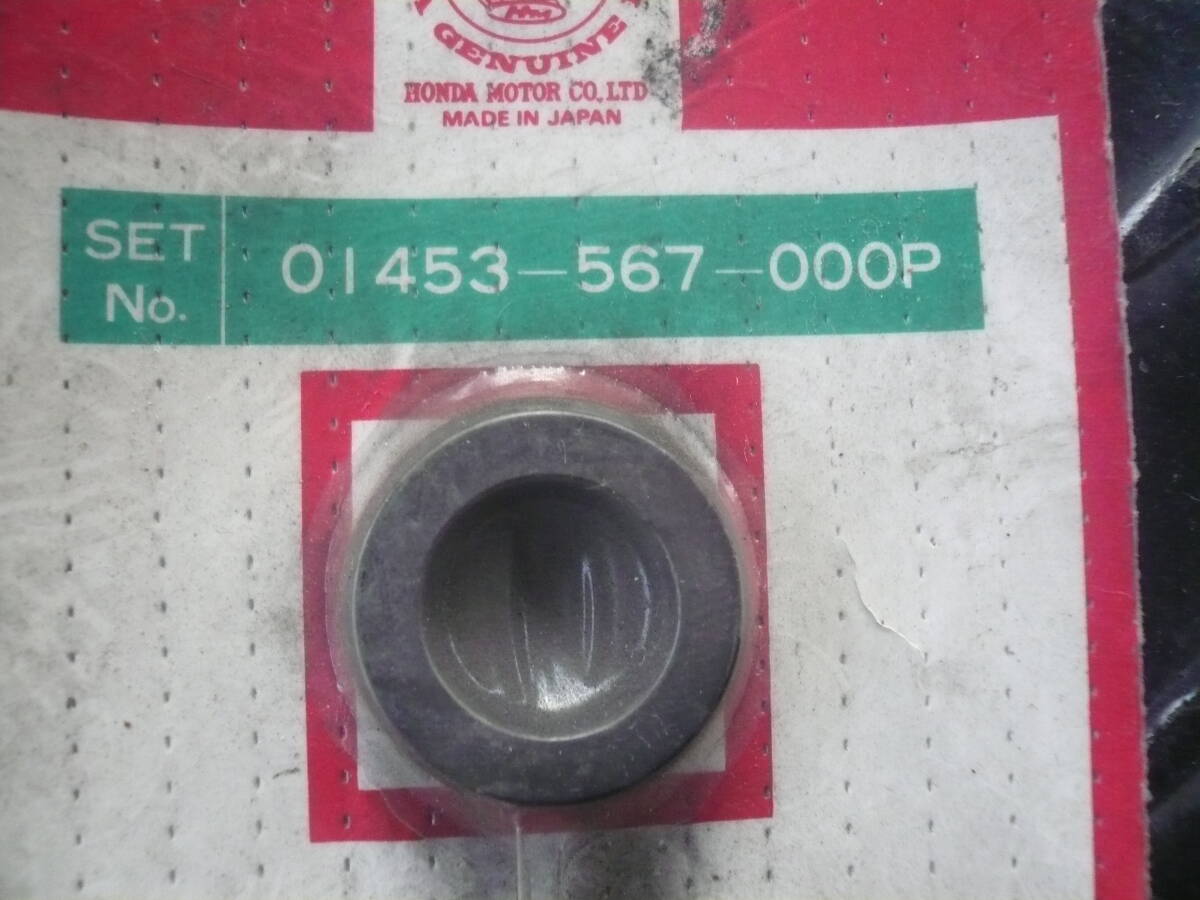 GENUINE
HONDA MOTOR CO., LTD
MADE IN JAPAN
SET No. 01453-567-000P